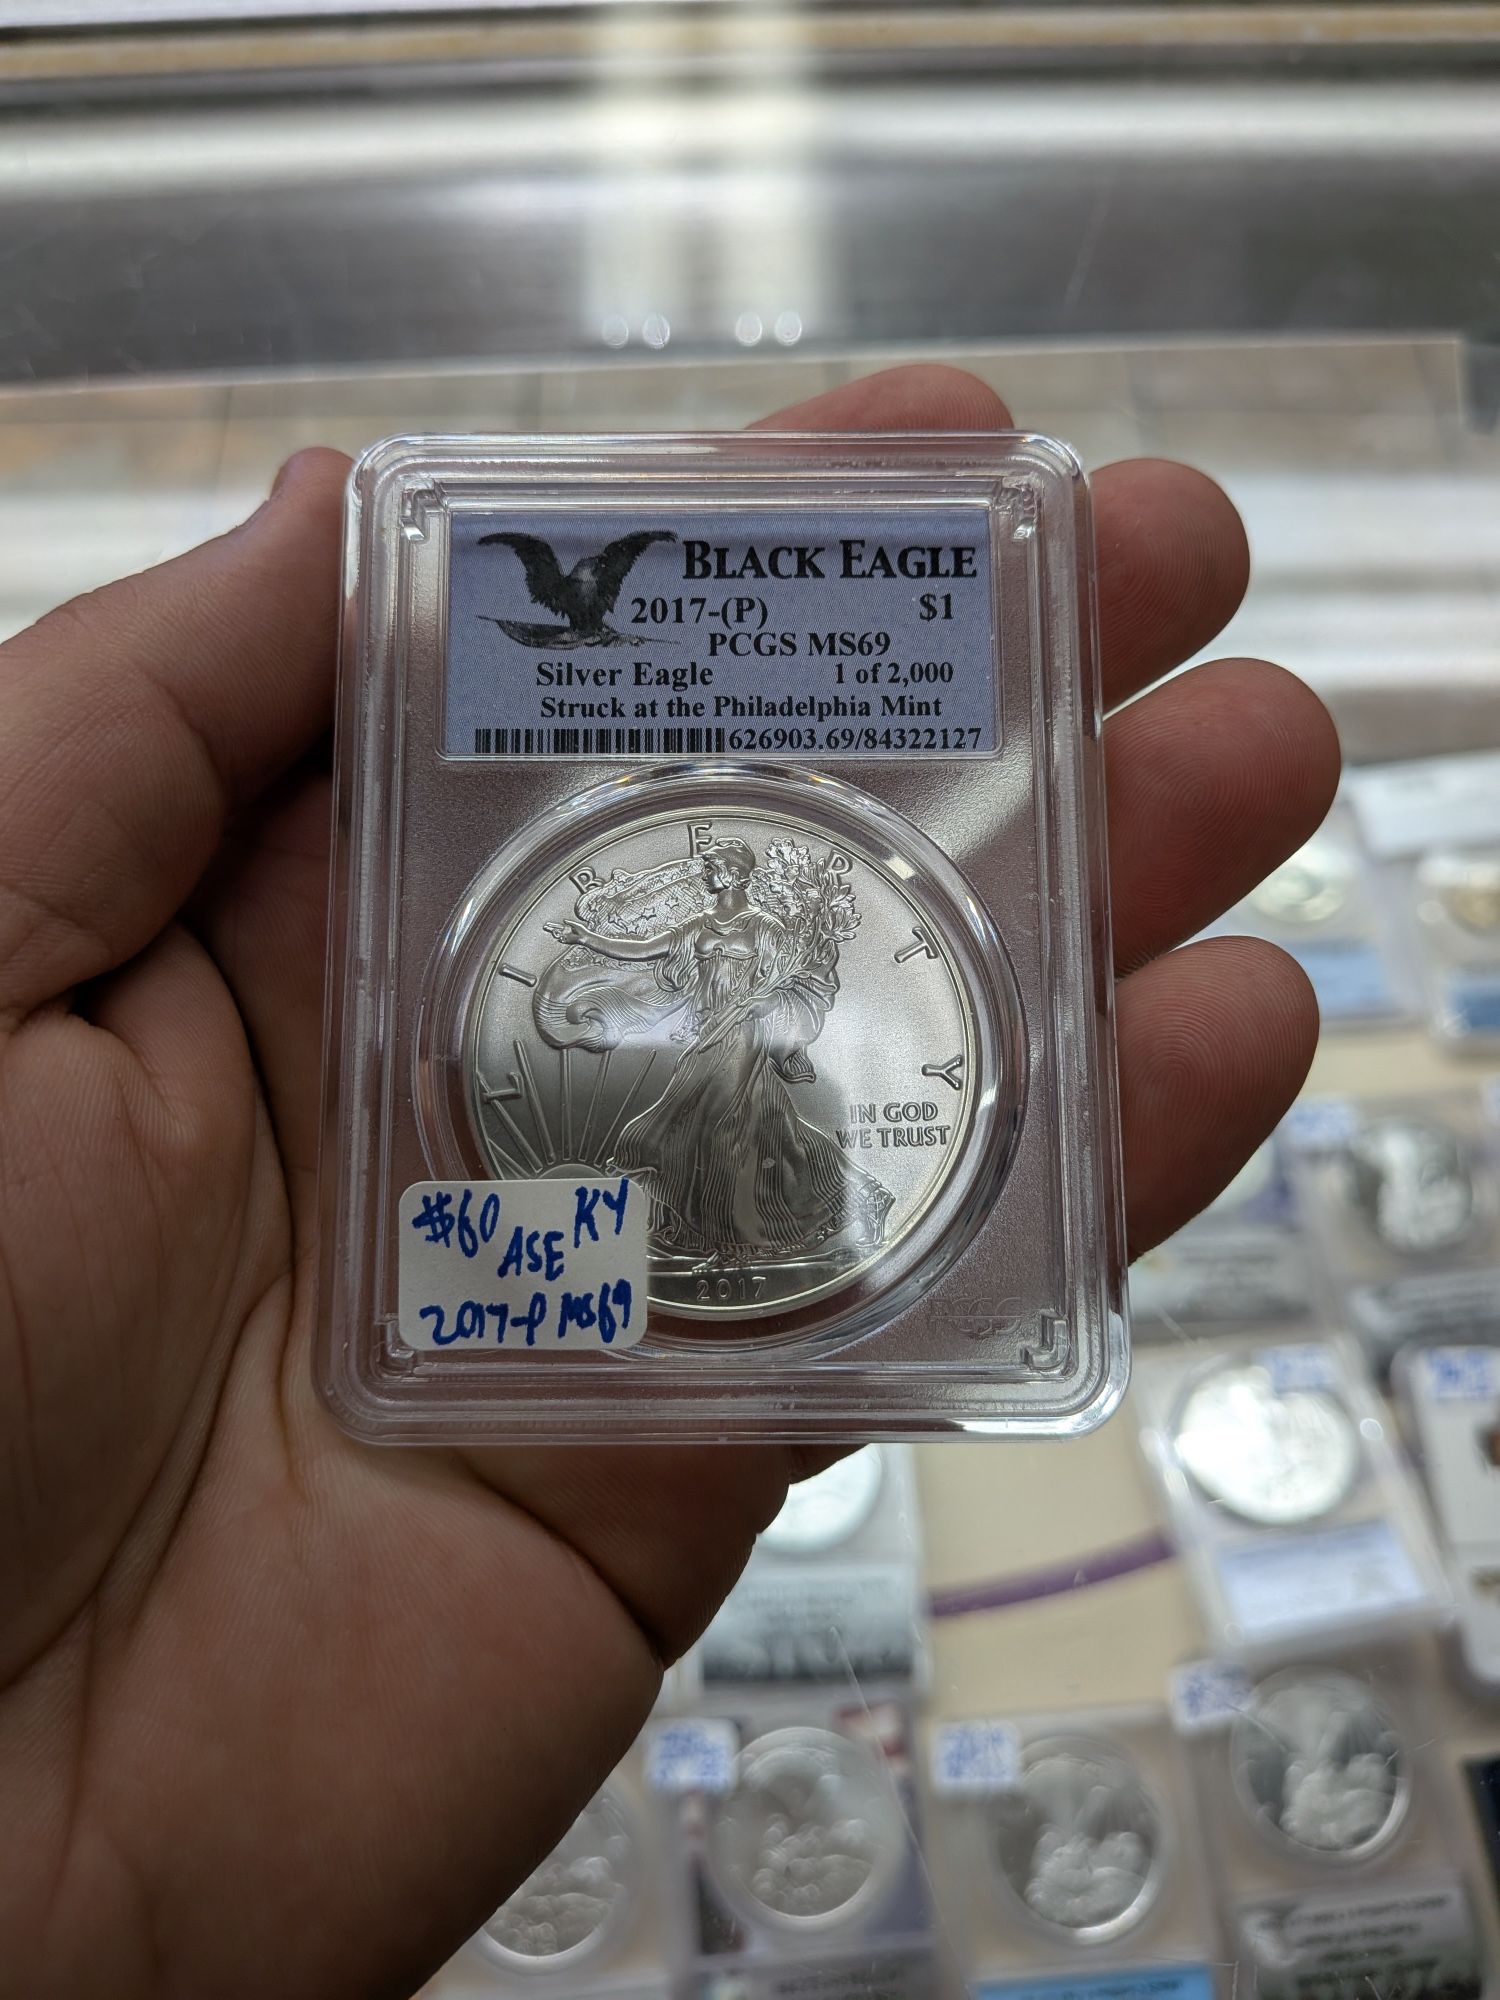 BLACK EAGLE
2017-(P) $1
PCGS MS69
Silver Eagle 1 of 2,000
Struck at the Philadelphia Mint
626903.69/84322127
LIBERTY
IN GOD
WE TRUST
2017
$60 ASE KY
2017-P MS69